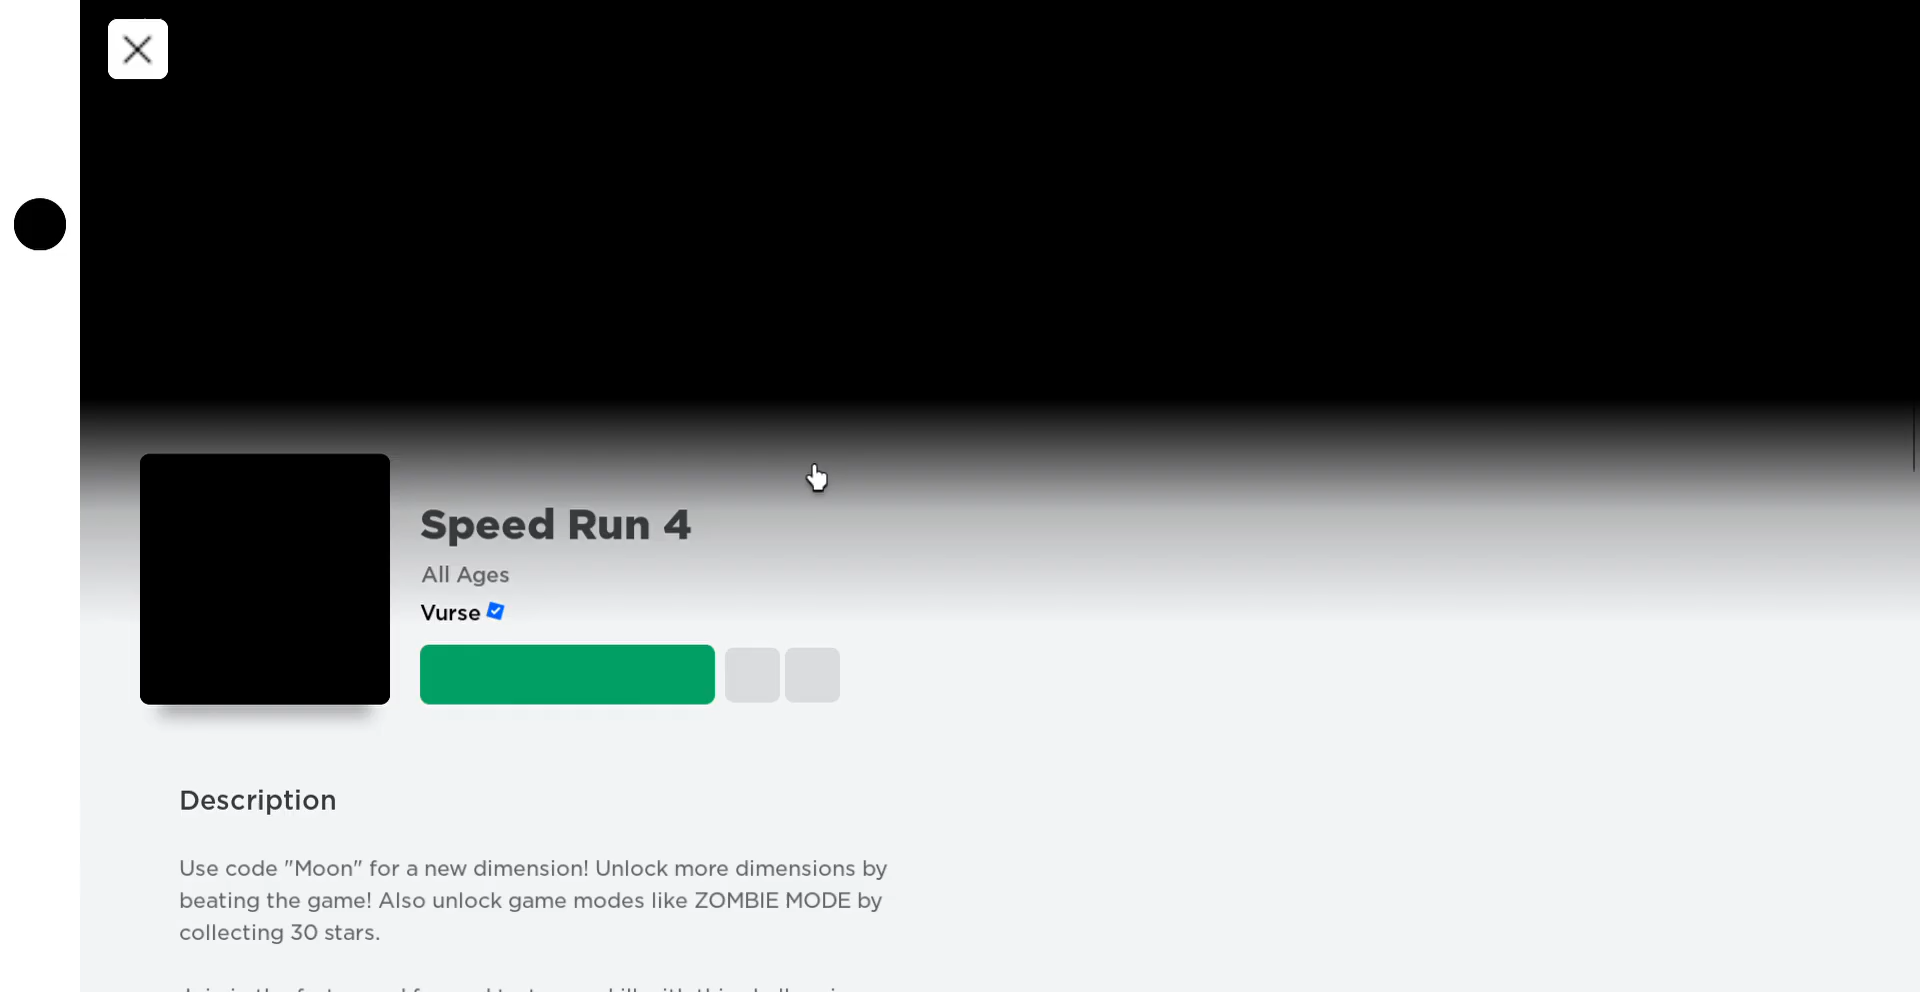 Speed Run 4
All Ages
Vurse
Description
Use code "Moon" for a new dimension! Unlock more dimensions by
beating the game! Also unlock game modes like ZOMBIE MODE by
collecting 30 stars.